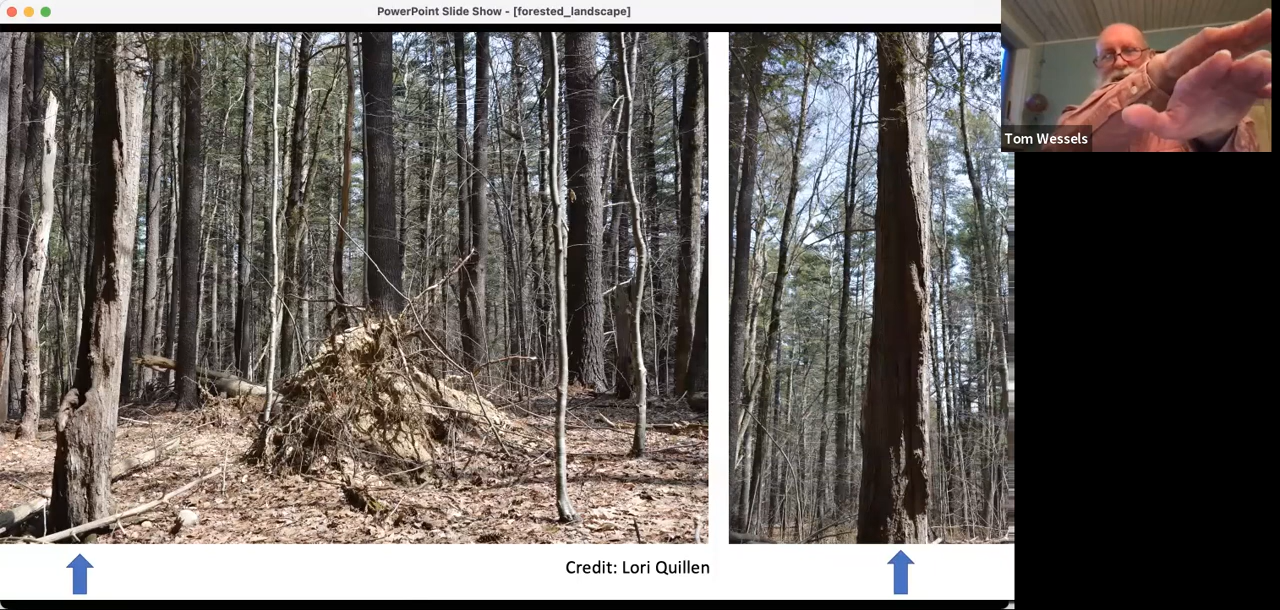 PowerPoint Slide Show - [forested_landscape]
Tom Wessels
Credit: Lori Quillen